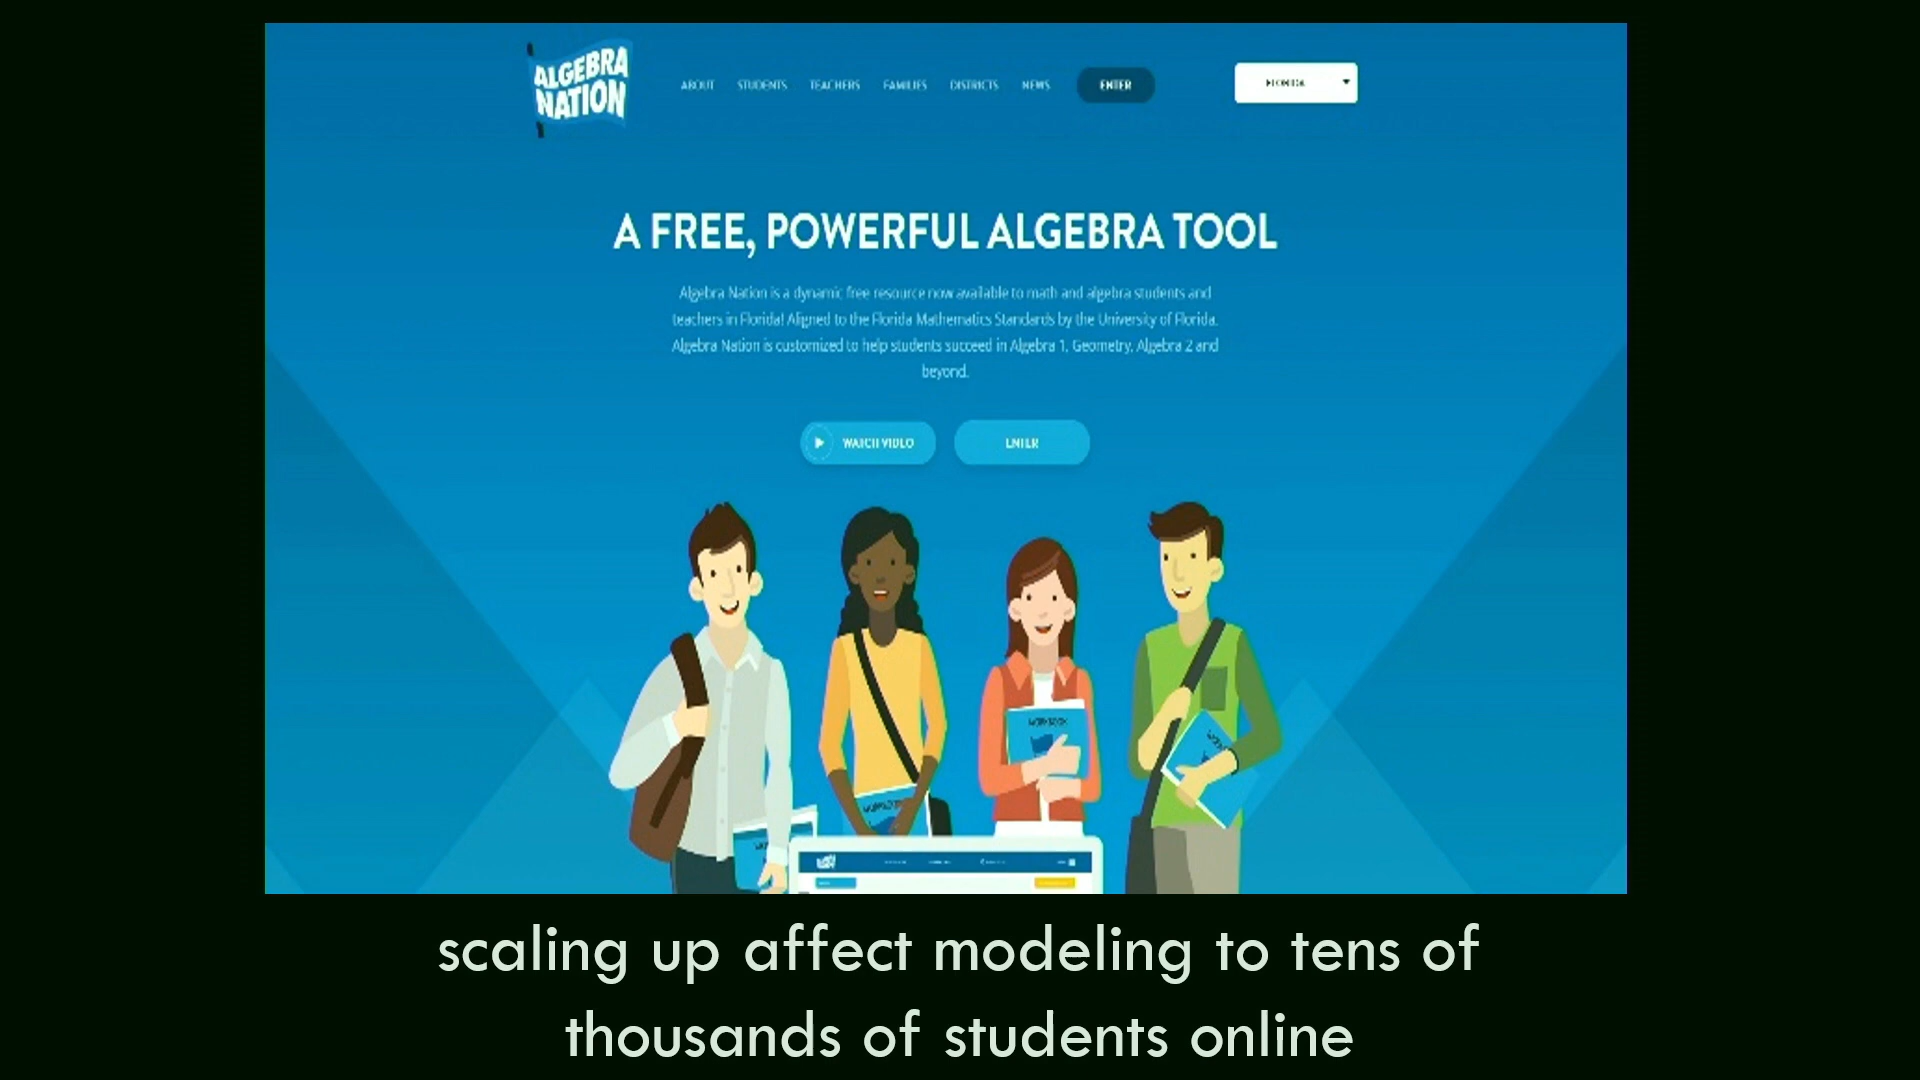 ALGEBRA
NATION
ABOUT STUDENTS TEACHERS FAMILIES DISTRICTS NEWS ENTER FLORIDA
A FREE, POWERFUL ALGEBRA TOOL
Algebra Nation is a dynamic free resource now available to math and algebra students and
teachers in Florida! Aligned to the Florida Mathematics Standards by the University of Florida.
Algebra Nation is customized to help students succeed in Algebra 1, Geometry, Algebra 2 and
beyond.
WATCH VIDEO ENTER
WORKBOOK
scaling up affect modeling to tens of
thousands of students online